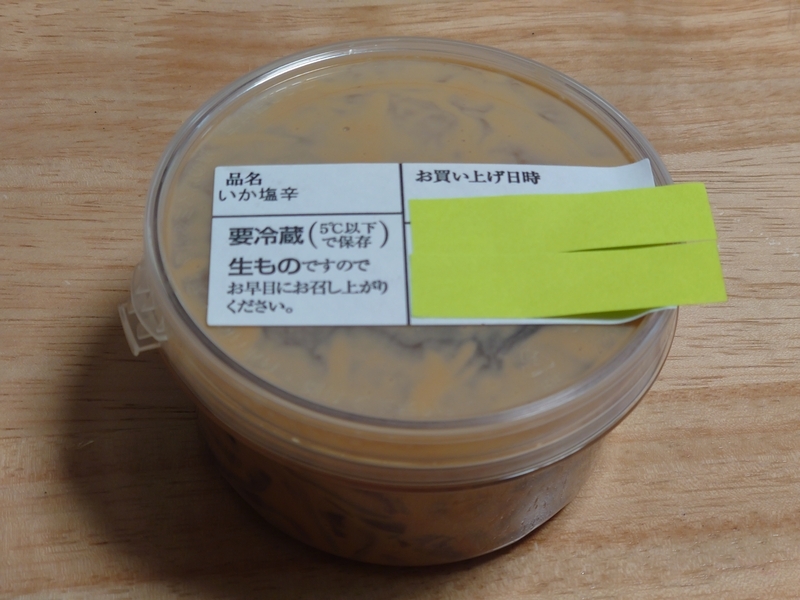 品名
いか塩辛
お買い上げ日時
要冷蔵(5℃以下で保存)
生ものですので
お早目にお召し上がり
ください。